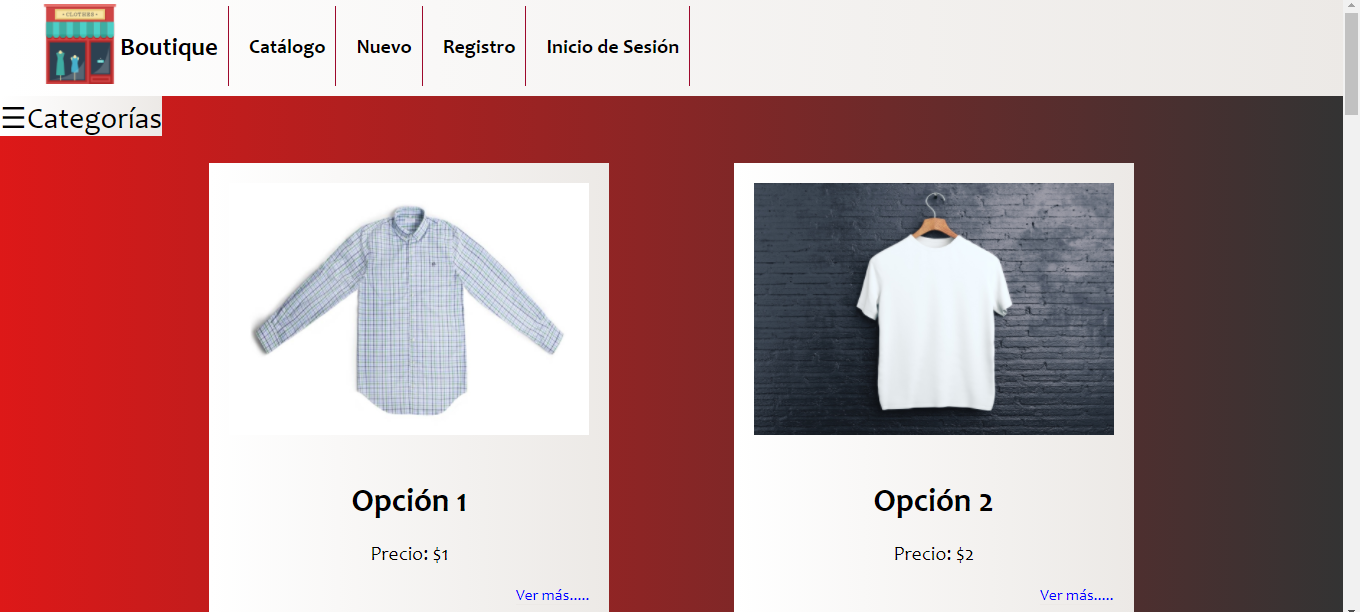 CLOTHES
Boutique
Catálogo
Nuevo
Registro
Inicio de Sesión
☰Categorías
Opción 1
Opción 2
Precio: $1
Precio: $2
Ver más.....
Ver más.....